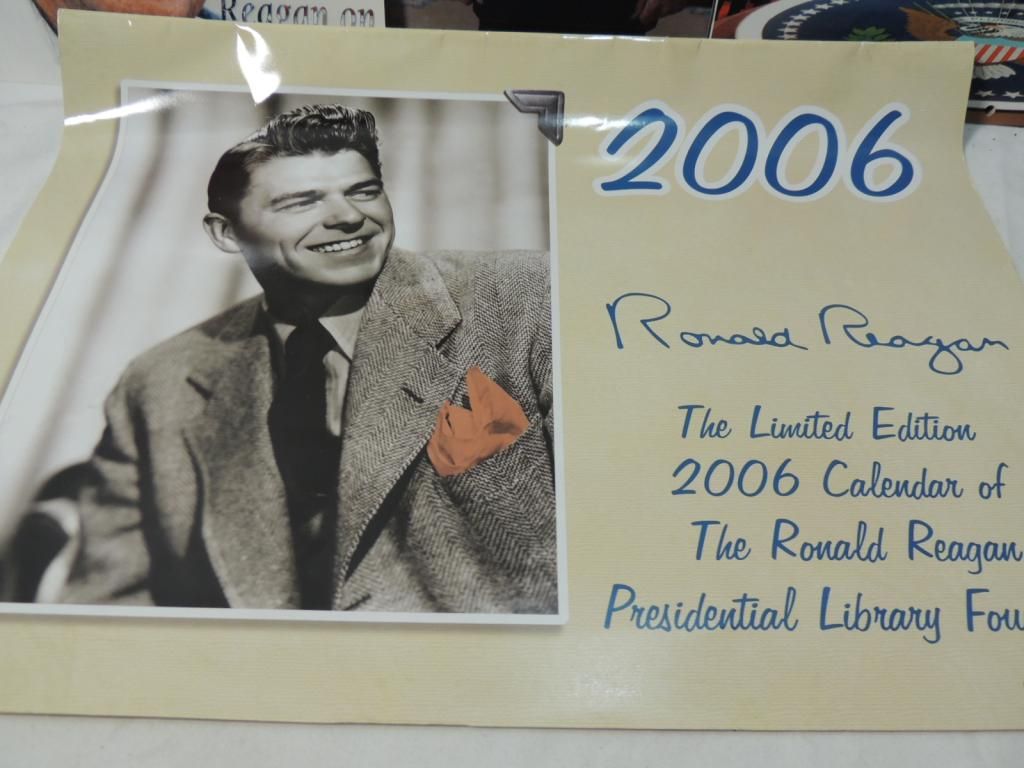 Reagan on
2006
Ronald Reagan
The Limited Edition
2006 Calendar of
The Ronald Reagan
Presidential Library Fou